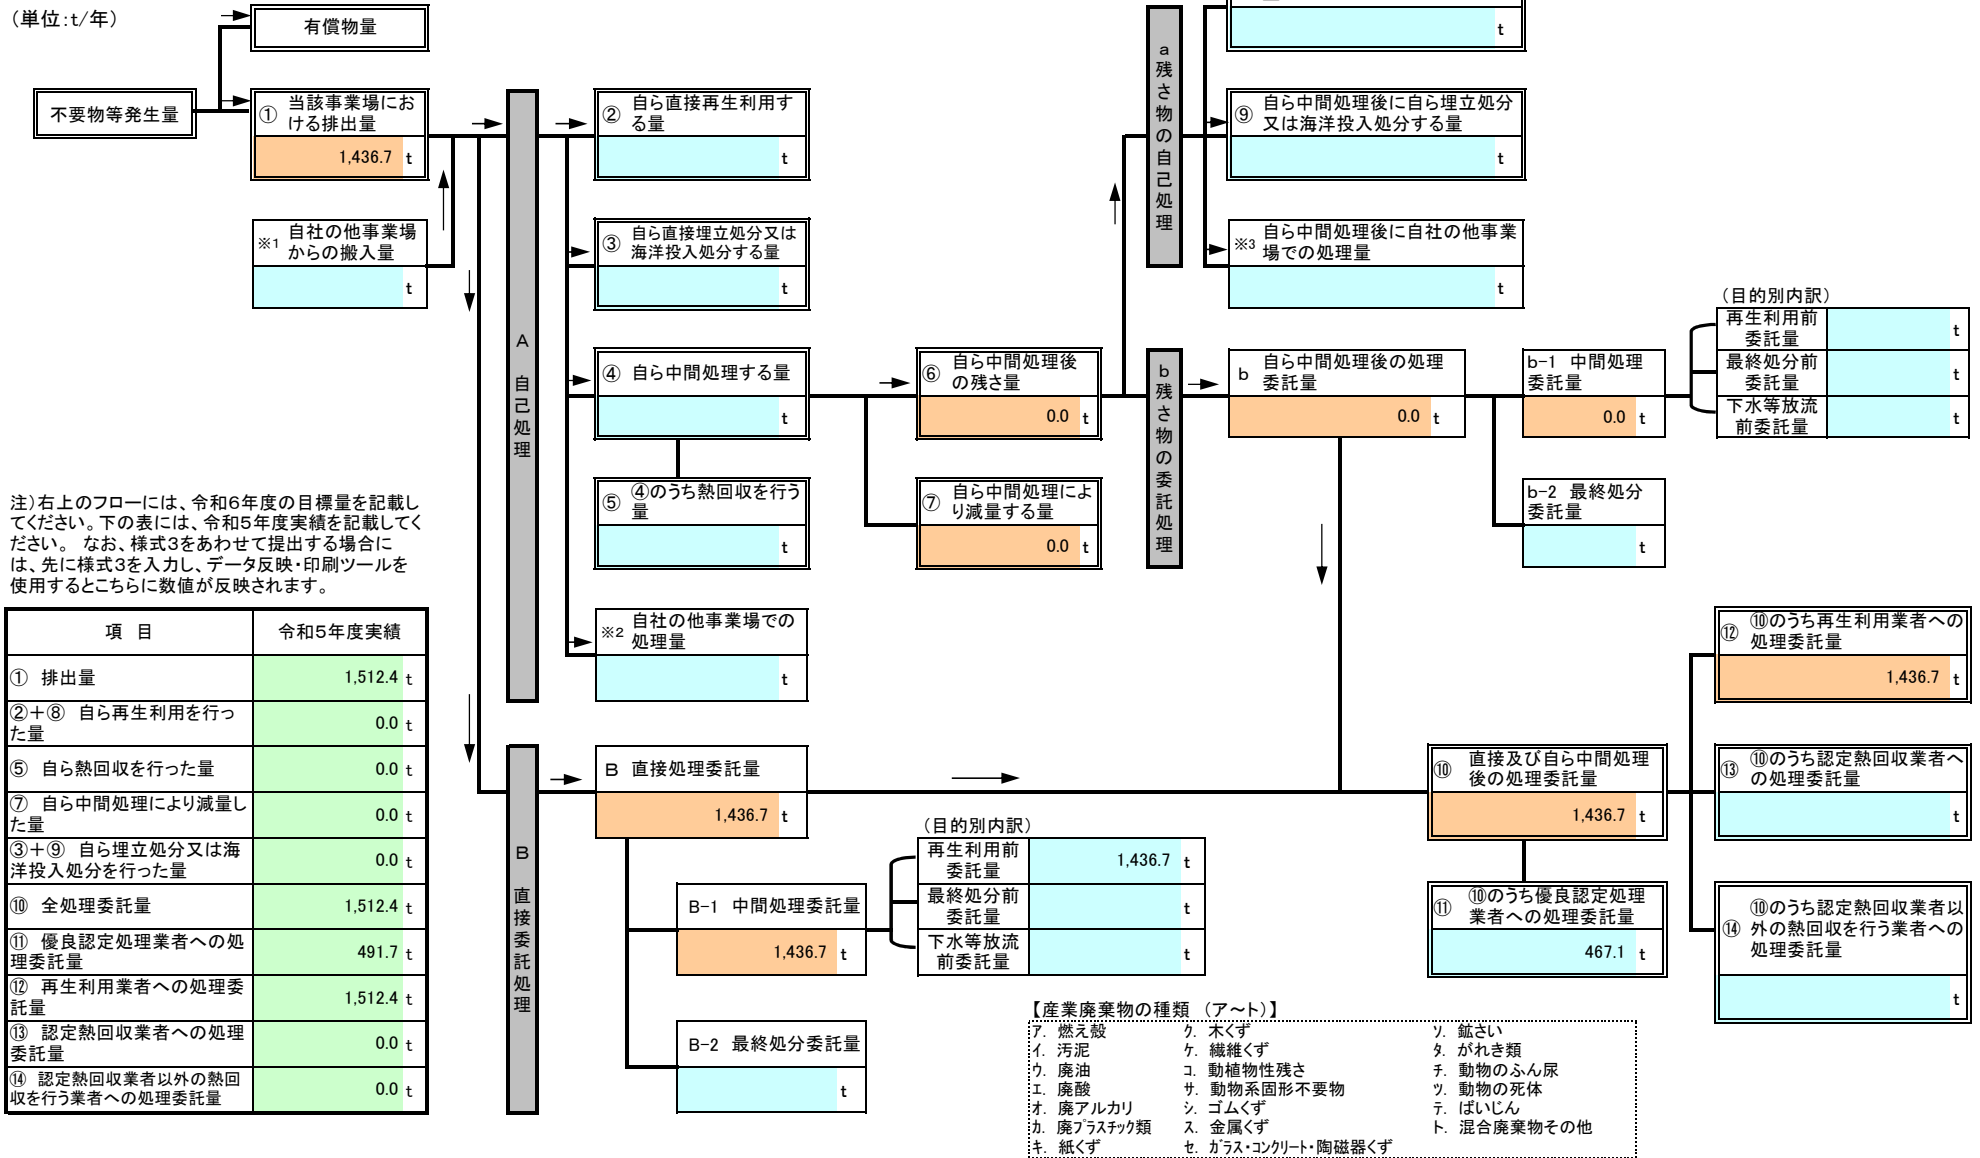 （単位:t/年）
有償物量
不要物等発生量
① 当該事業場にお
ける排出量
1,436.7 t
※1 自社の他事業場
からの搬入量
t
A 自己処理
② 自ら直接再生利用す
る量
t
③ 自ら直接埋立処分又は
海洋投入処分する量
t
④ 自ら中間処理する量
t
⑤ ④のうち熱回収を行う
量
t
※2 自社の他事業場での
処理量
t
⑥ 自ら中間処理後
の残さ量
0.0 t
⑦ 自ら中間処理によ
り減量する量
0.0 t
a 残さ物の自己処理
t
⑨ 自ら中間処理後に自ら埋立処分
又は海洋投入処分する量
t
※3 自ら中間処理後に自社の他事業
場での処理量
t
b 残さ物の委託処理
b 自ら中間処理後の処理
委託量
0.0 t
b-1 中間処理
委託量
0.0 t
b-2 最終処分
委託量
t
（目的別内訳）
再生利用前
委託量
t
最終処分前
委託量
t
下水等放流
前委託量
t
注）右上のフローには、令和６年度の目標量を記載し
てください。下の表には、令和５年度実績を記載してく
ださい。 なお、様式３をあわせて提出する場合に
は、先に様式３を入力し、データ反映・印刷ツールを
使用するとこちらに数値が反映されます。
項 目 令和５年度実績
① 排出量 1,512.4 t
②＋⑧ 自ら再生利用を行っ
た量 0.0 t
⑤ 自ら熱回収を行った量 0.0 t
⑦ 自ら中間処理により減量し
た量 0.0 t
③＋⑨ 自ら埋立処分又は海
洋投入処分を行った量 0.0 t
⑩ 全処理委託量 1,512.4 t
⑪ 優良認定処理業者への処
理委託量 491.7 t
⑫ 再生利用業者への処理委
託量 1,512.4 t
⑬ 認定熱回収業者への処理
委託量 0.0 t
⑭ 認定熱回収業者以外の熱回
収を行う業者への処理委託量 0.0 t
B 直接委託処理
B 直接処理委託量
1,436.7 t
B-1 中間処理委託量
1,436.7 t
B-2 最終処分委託量
t
（目的別内訳）
再生利用前
委託量
1,436.7 t
最終処分前
委託量
t
下水等放流
前委託量
t
⑩ 直接及び自ら中間処理
後の処理委託量
1,436.7 t
⑪ ⑩のうち優良認定処理
業者への処理委託量
467.1 t
⑫ ⑩のうち再生利用業者への
処理委託量
1,436.7 t
⑬ ⑩のうち認定熱回収業者へ
の処理委託量
t
⑭ ⑩のうち認定熱回収業者以
外の熱回収を行う業者への
処理委託量
t
【産業廃棄物の種類 （ア～ト）】
ア. 燃え殻 ク. 木くず ソ. 鉱さい
イ. 汚泥 ケ. 繊維くず タ. がれき類
ウ. 廃油 コ. 動植物性残さ チ. 動物のふん尿
エ. 廃酸 サ. 動物系固形不要物 ツ. 動物の死体
オ. 廃アルカリ シ. ゴムくず テ. ばいじん
カ. 廃プラスチック類 ス. 金属くず ト. 混合廃棄物その他
キ. 紙くず セ. ガラス・コンクリート・陶磁器くず